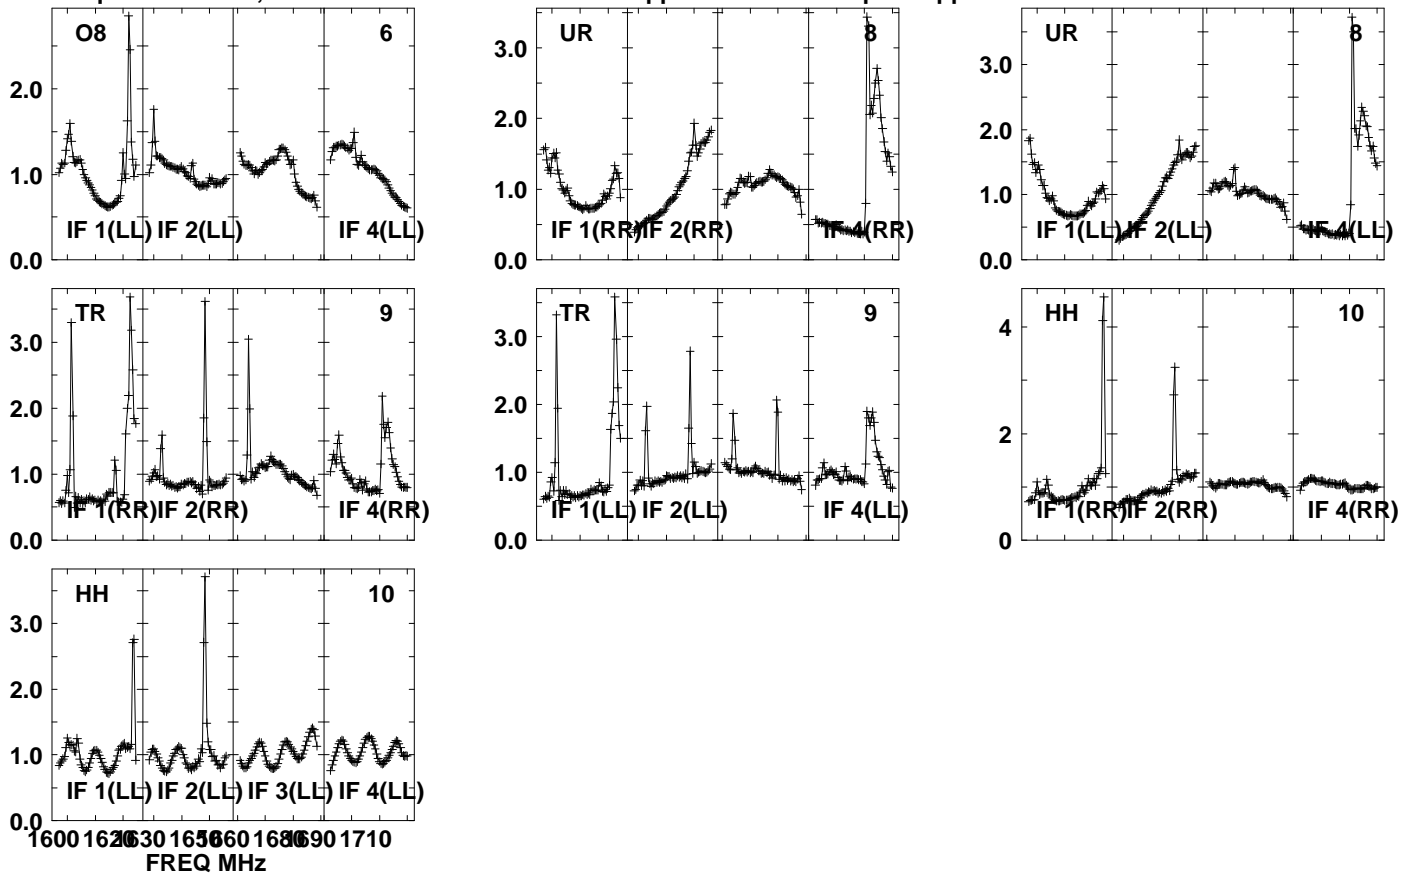 O8 6
2.0
1.0
0.0
IF 1(LL) IF 2(LL) IF 4(LL)
UR 8
3.0
2.0
1.0
0.0
IF 1(RR) IF 2(RR) IF 4(RR)
UR 8
3.0
2.0
1.0
0.0
IF 1(LL) IF 2(LL) IF 4(LL)
TR 9
3.0
2.0
1.0
0.0
IF 1(RR) IF 2(RR) IF 4(RR)
TR 9
3.0
2.0
1.0
0.0
IF 1(LL) IF 2(LL) IF 4(LL)
HH 10
4
2
0
IF 1(RR) IF 2(RR) IF 4(RR)
HH 10
3.0
2.0
1.0
0.0
IF 1(LL) IF 2(LL) IF 3(LL) IF 4(LL)
1600 1620 1630 1650 1660 1680 1690 1710
FREQ MHz